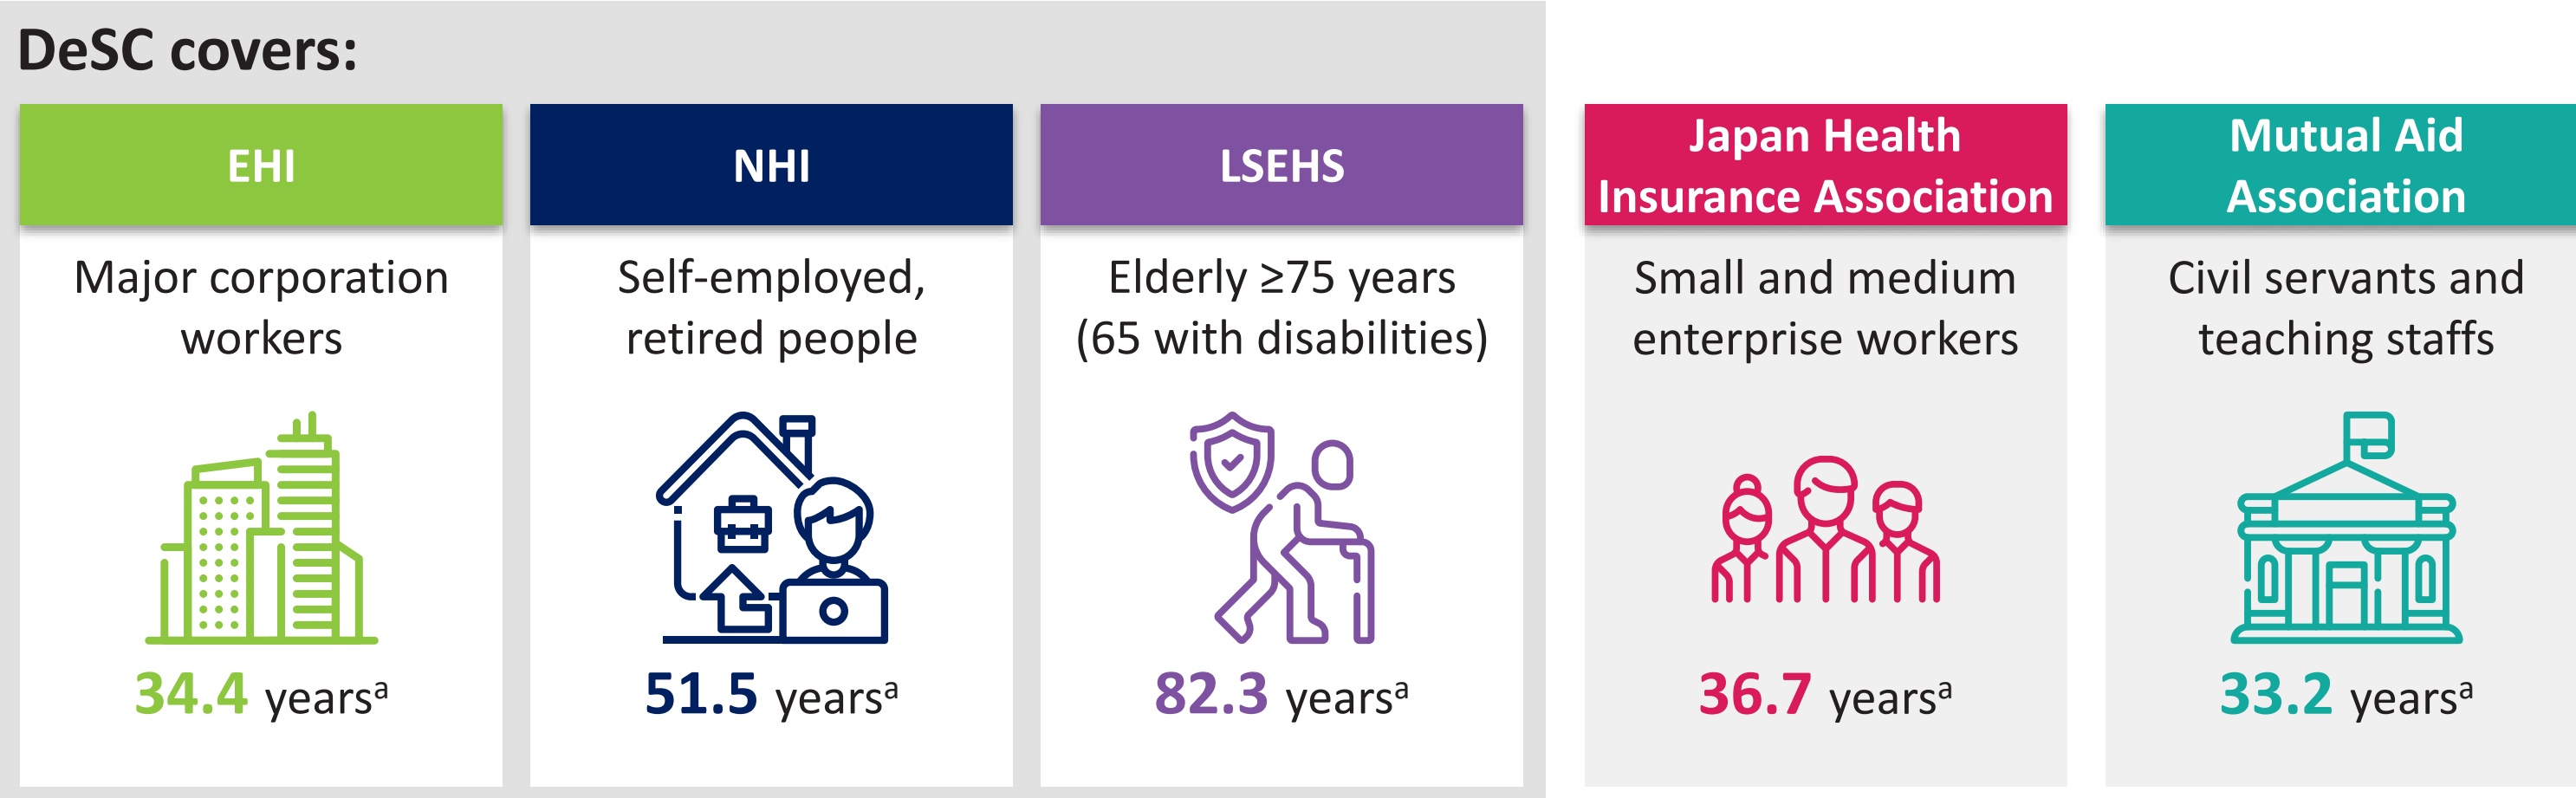 DeSC covers:
EHI
Major corporation
workers
34.4 yearsᵃ
NHI
Self-employed,
retired people
51.5 yearsᵃ
LSEHS
Elderly ≥75 years
(65 with disabilities)
82.3 yearsᵃ
Japan Health
Insurance Association
Small and medium
enterprise workers
36.7 yearsᵃ
Mutual Aid
Association
Civil servants and
teaching staffs
33.2 yearsᵃ